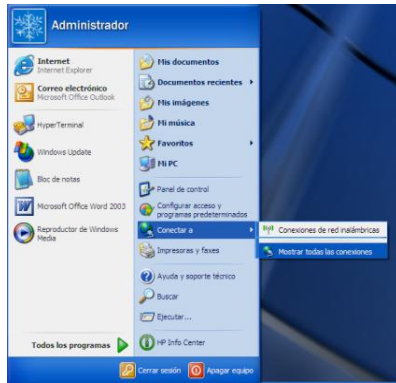 Administrador
Internet
Internet Explorer
Correo electrónico
Microsoft Office Outlook
HyperTerminal
Windows Update
Bloc de notas
Microsoft Office Word 2003
Reproductor de Windows
Media
Todos los programas
Mis documentos
Documentos recientes
Mis imágenes
Mi música
Favoritos
Mi PC
Panel de control
Configurar acceso y
programas predeterminados
Conectar a
Impresoras y faxes
Ayuda y soporte técnico
Buscar
Ejecutar...
HP Info Center
Conexiones de red inalámbricas
Mostrar todas las conexiones
Cerrar sesión
Apagar equipo